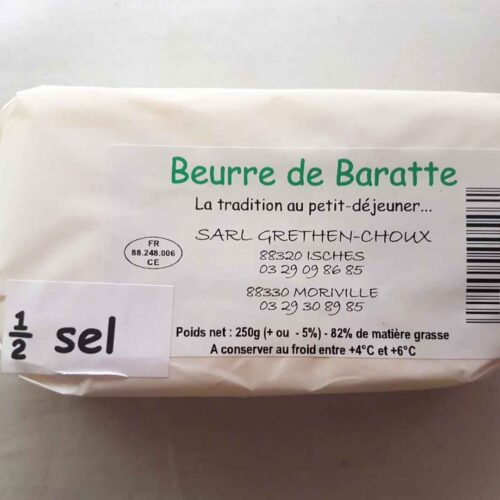 Beurre de Baratte
La tradition au petit-déjeuner...
SARL GRETHEN-CHOUX
88320 ISCHES
03 29 09 86 85
88330 MORIVILLE
03 29 30 89 85
FR
88.248.006
CE
1/2 sel
Poids net : 250g (+ ou - 5%) - 82% de matière grasse
A conserver au froid entre +4°C et +6°C